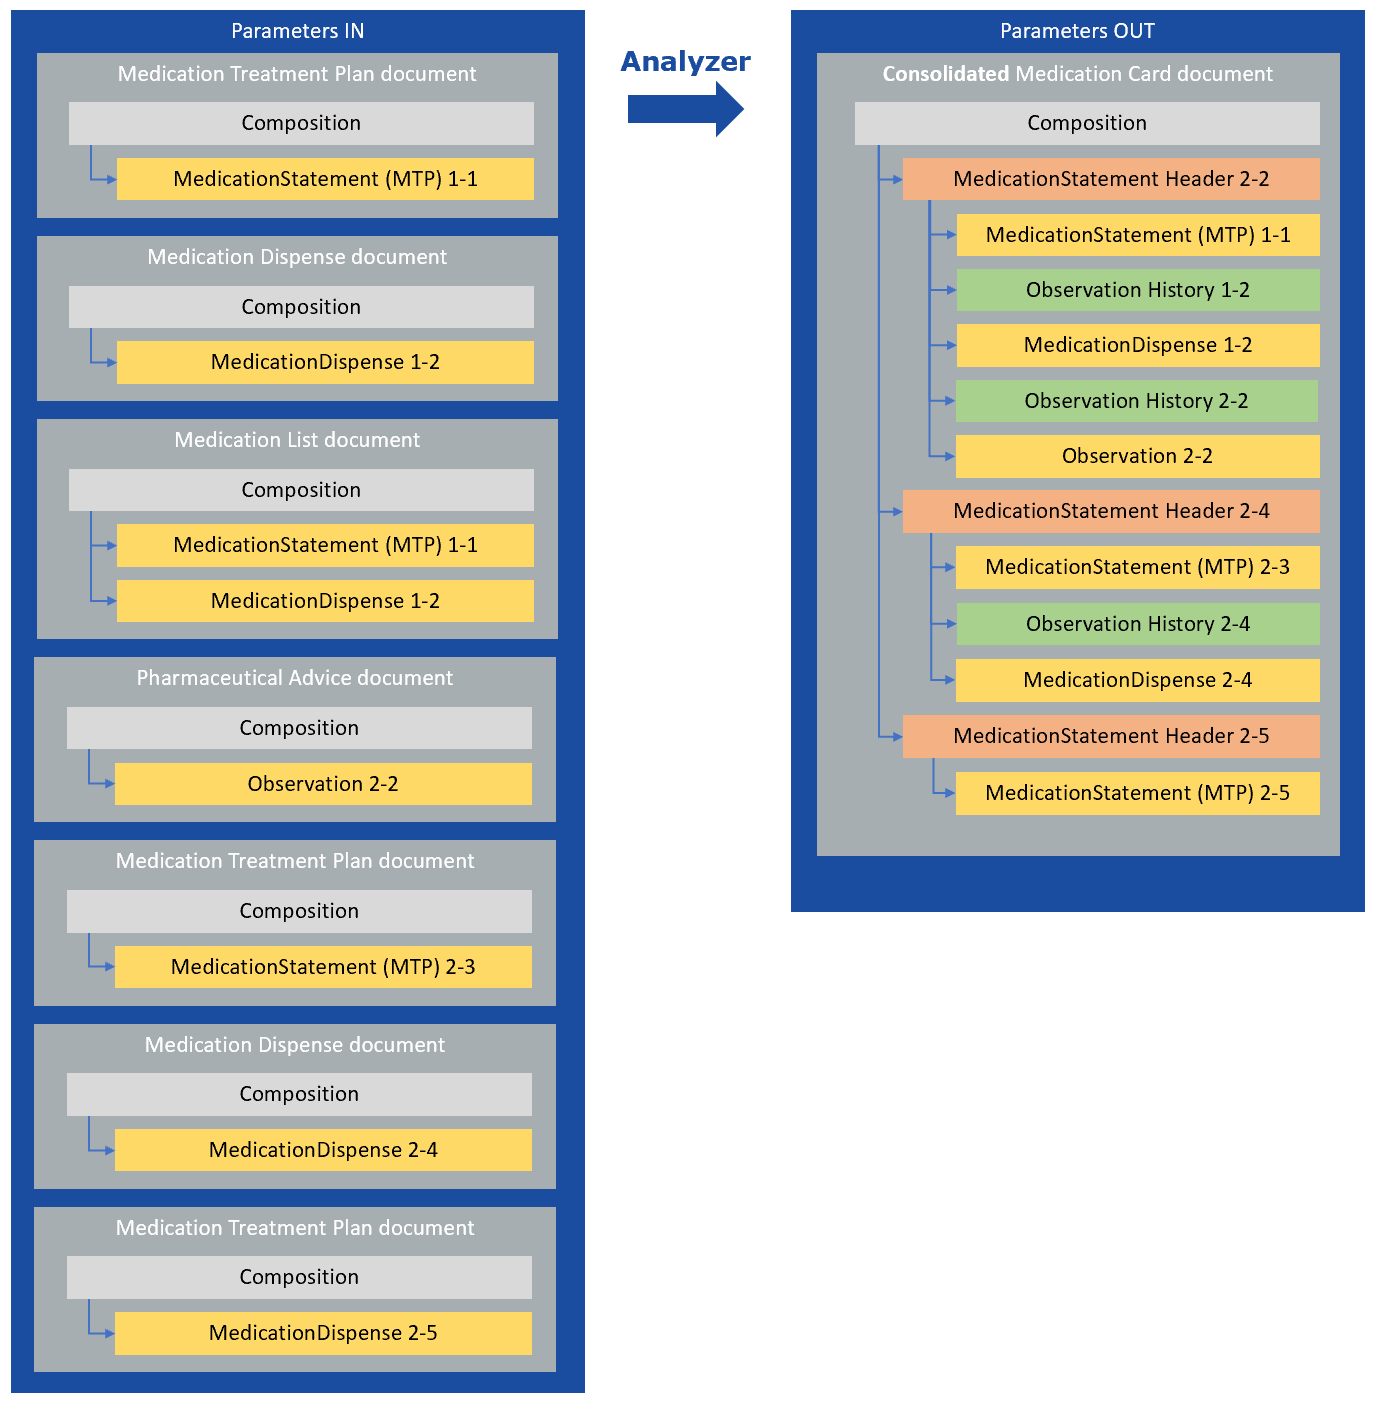 Parameters IN
Medication Treatment Plan document
Composition
MedicationStatement (MTP) 1-1
Medication Dispense document
Composition
MedicationDispense 1-2
Medication List document
Composition
MedicationStatement (MTP) 1-1
MedicationDispense 1-2
Pharmaceutical Advice document
Composition
Observation 2-2
Medication Treatment Plan document
Composition
MedicationStatement (MTP) 2-3
Medication Dispense document
Composition
MedicationDispense 2-4
Medication Treatment Plan document
Composition
MedicationDispense 2-5
Analyzer
Parameters OUT
Consolidated Medication Card document
Composition
MedicationStatement Header 2-2
MedicationStatement (MTP) 1-1
Observation History 1-2
MedicationDispense 1-2
Observation History 2-2
Observation 2-2
MedicationStatement Header 2-4
MedicationStatement (MTP) 2-3
Observation History 2-4
MedicationDispense 2-4
MedicationStatement Header 2-5
MedicationStatement (MTP) 2-5